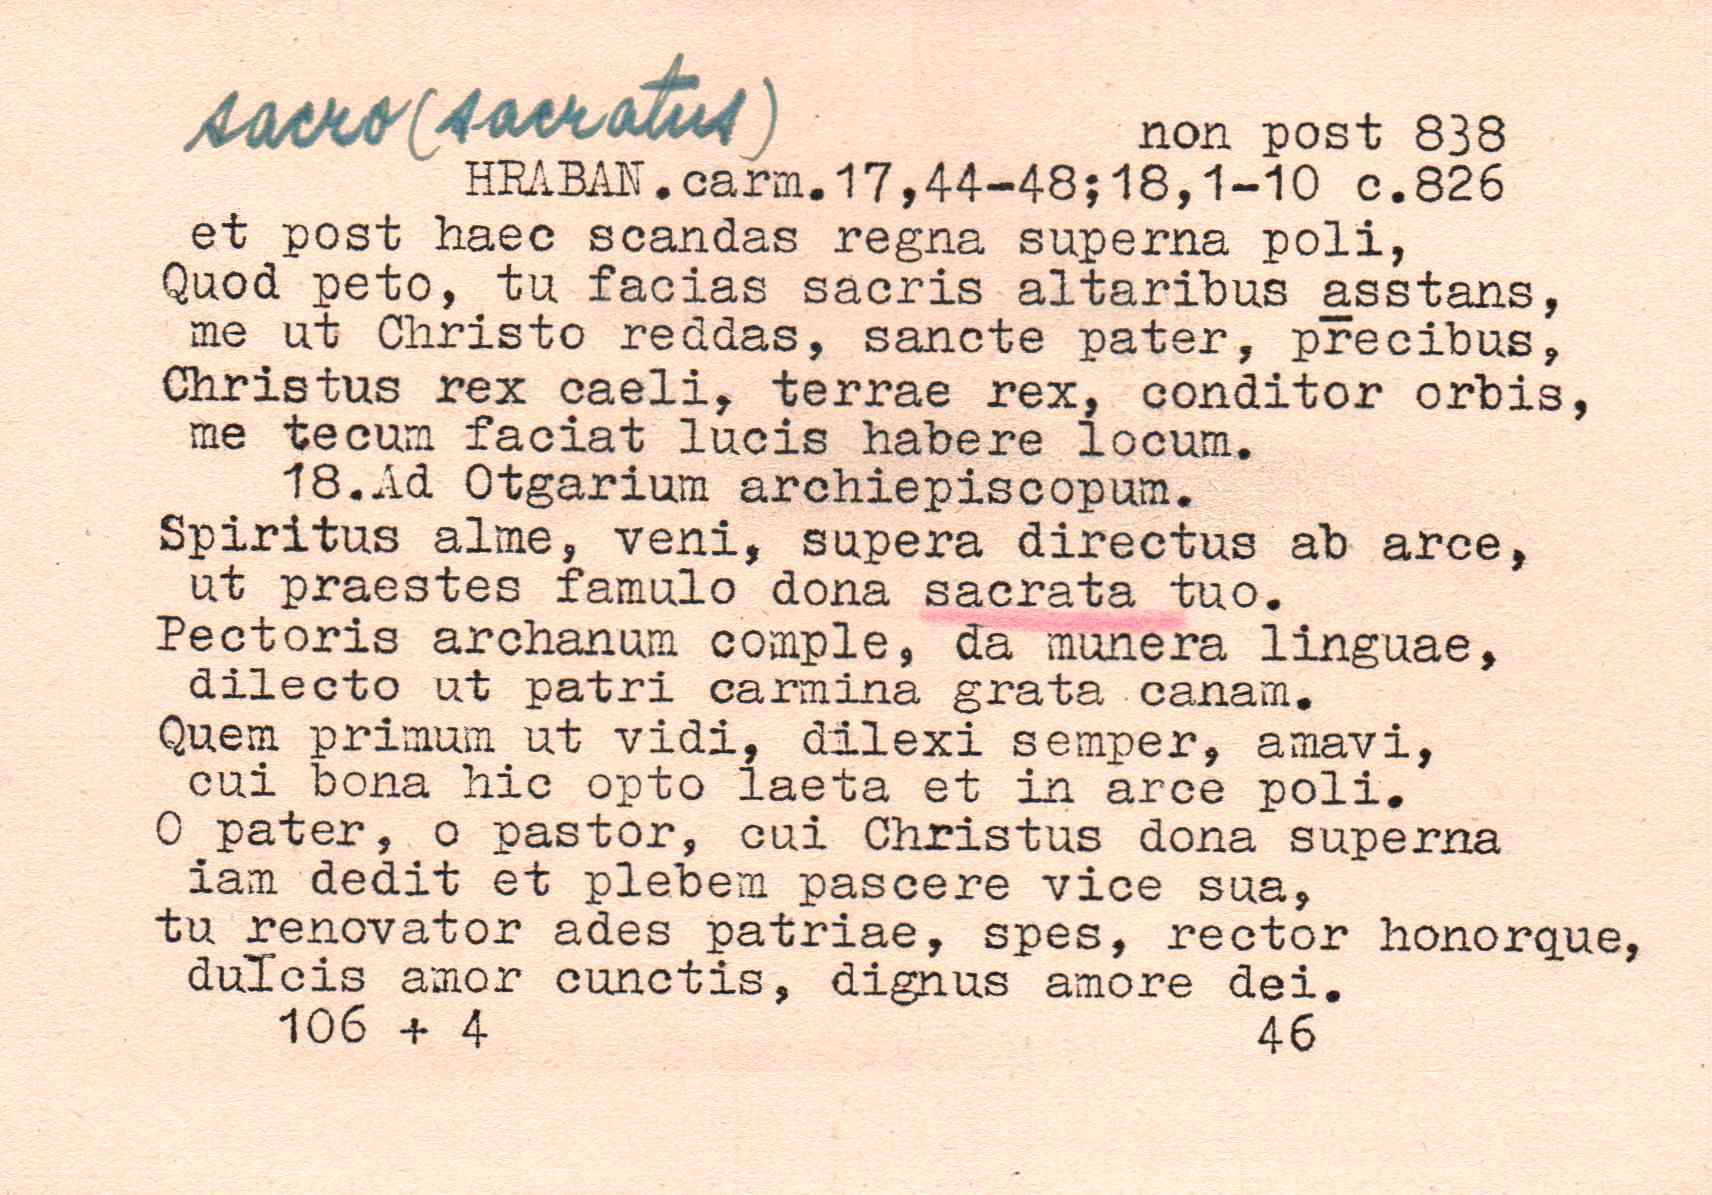 sacro (sacratus)
non post 838
HRABAN.carm.17,44-48;18,1-10 c.826
et post haec scandas regna superna poli,
Quod peto, tu facias sacris altaribus asstans,
me ut Christo reddas, sancte pater, precibus,
Christus rex caeli, terrae rex, conditor orbis,
me tecum faciat lucis habere locum.
18.Ad Otgarium archiepiscopum.
Spiritus alme, veni, supera directus ab arce,
ut praestes famulo dona sacrata tuo.
Pectoris archanum comple, da munera linguae,
dilecto ut patri carmina grata canam.
Quem primum ut vidi, dilexi semper, amavi,
cui bona hic opto laeta et in arce poli.
O pater, o pastor, cui Christus dona superna
iam dedit et plebem pascere vice sua,
tu renovator ades patriae, spes, rector honorque,
dulcis amor cunctis, dignus amore dei.
106 + 4 46